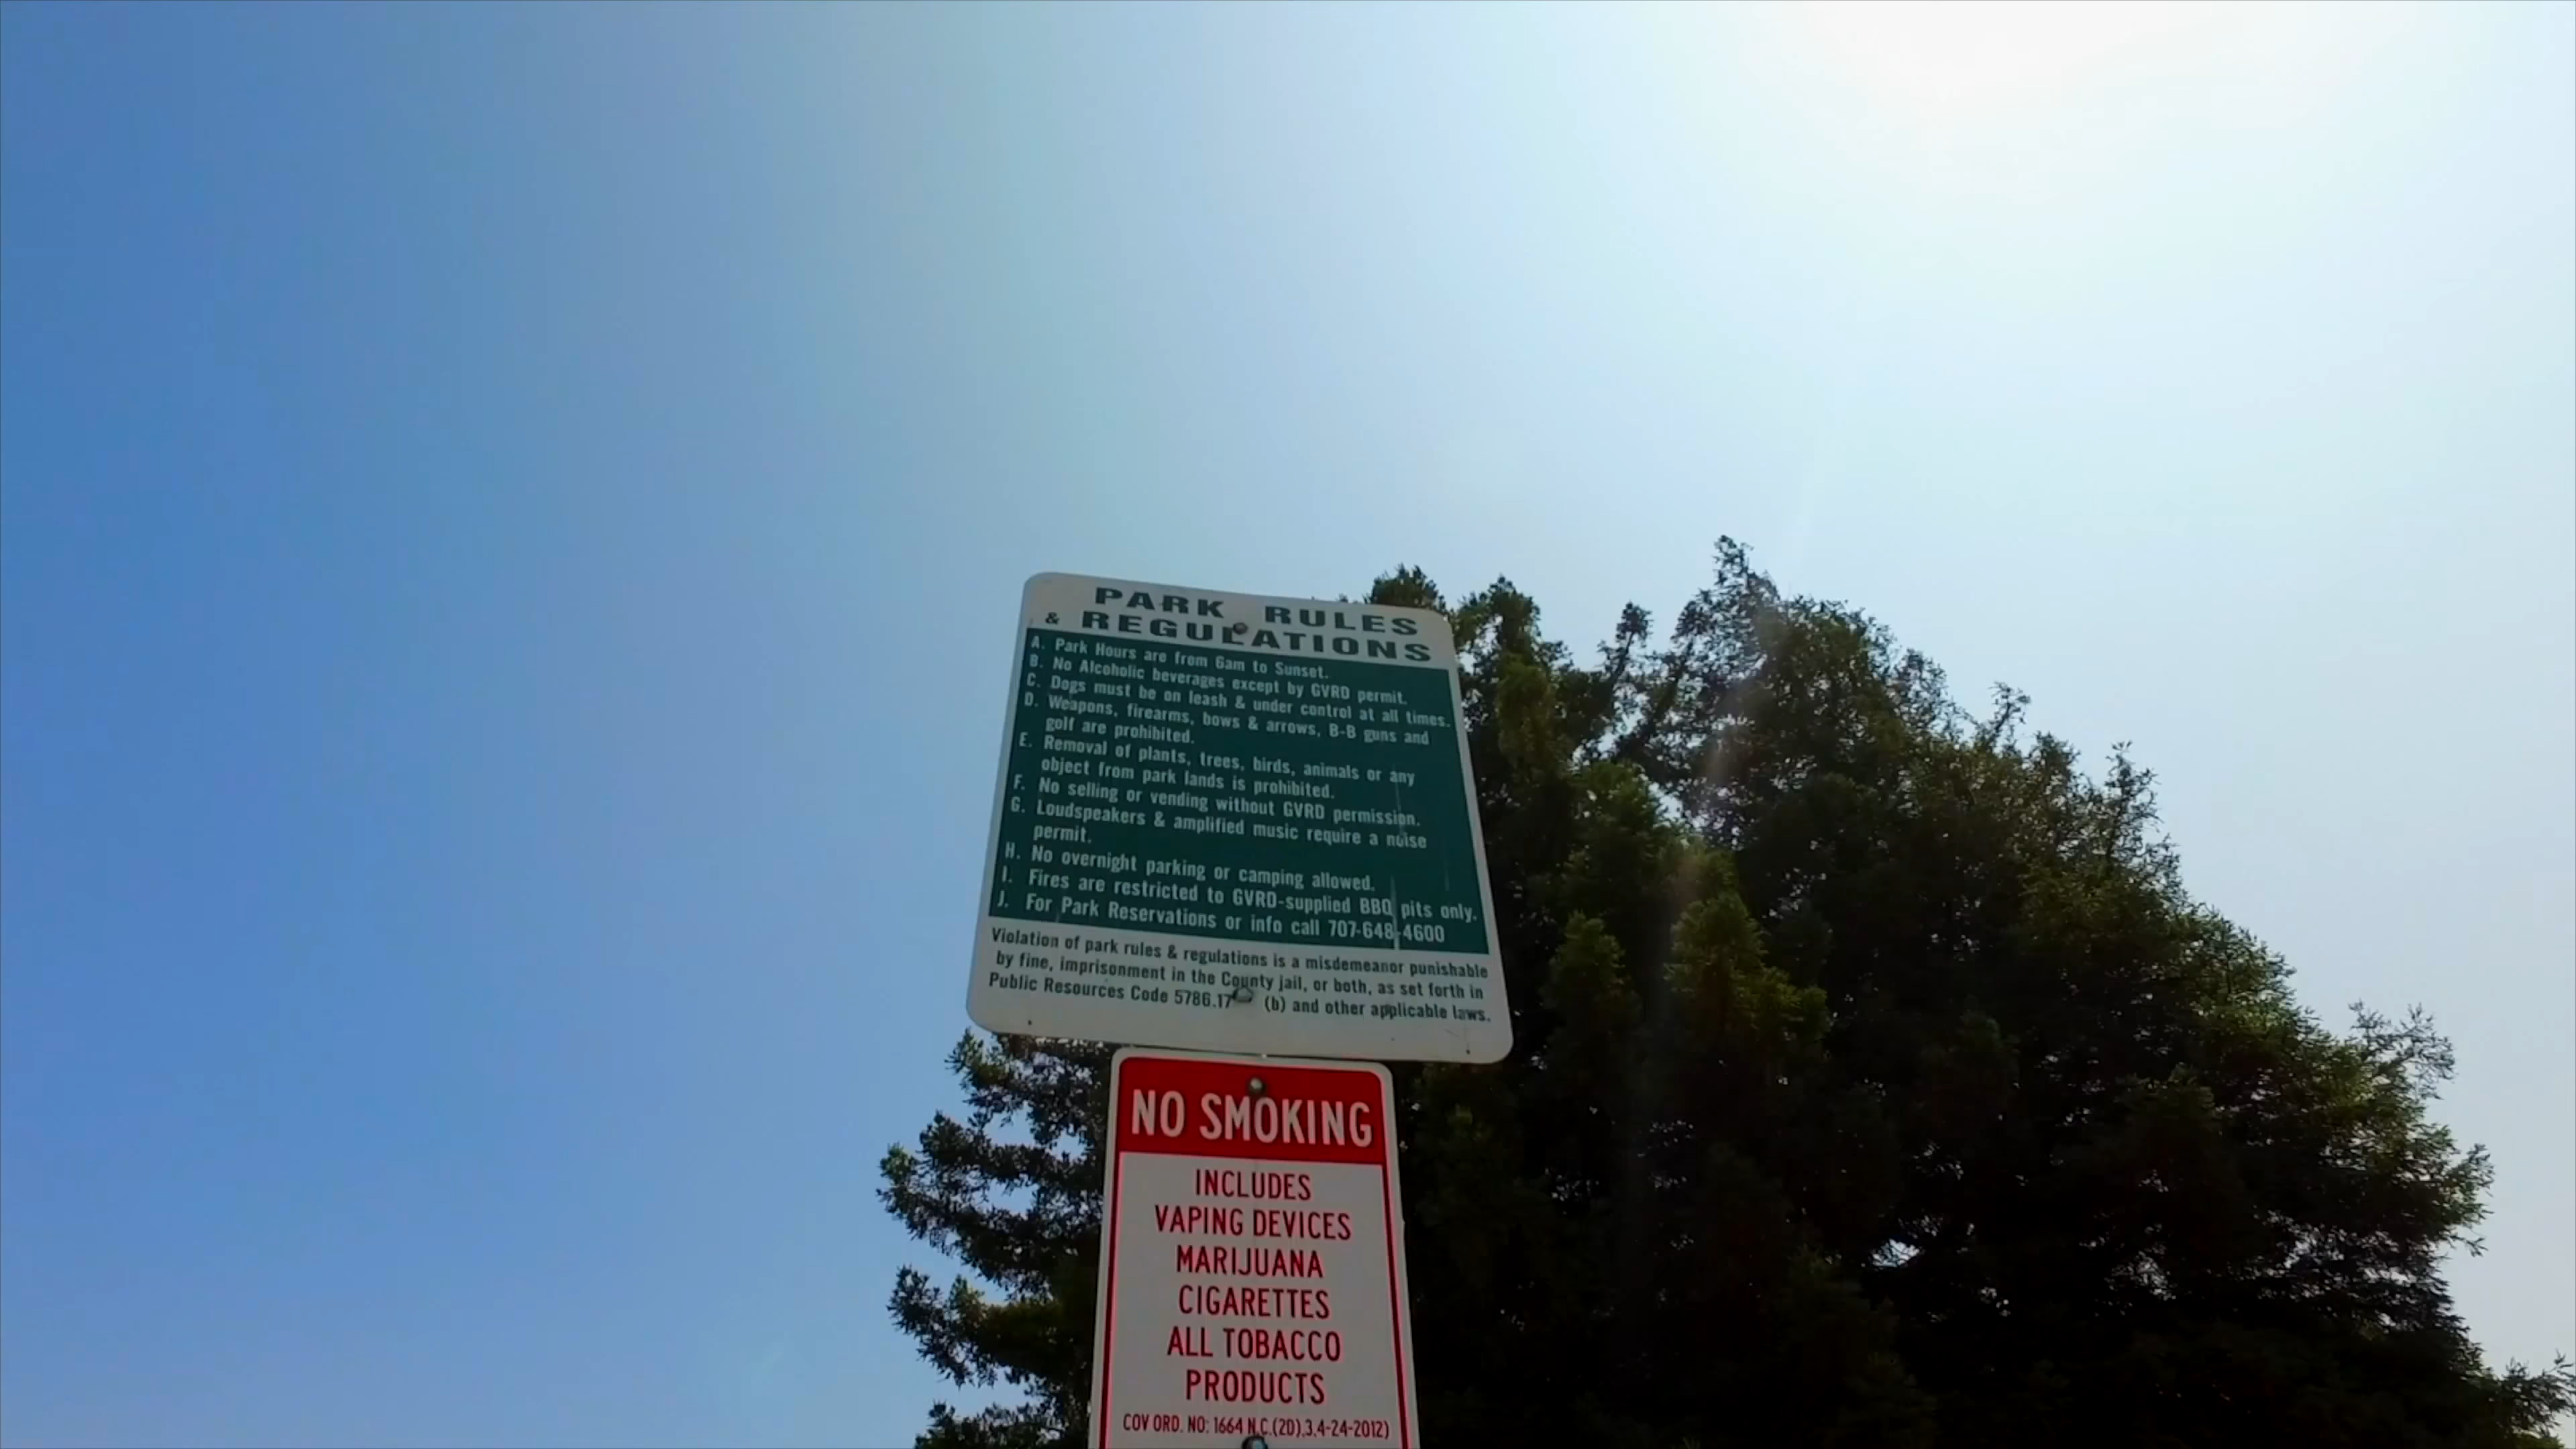 PARK RULES
& REGULATIONS
A. Park Hours are from 6am to Sunset.
B. No Alcoholic beverages except by GVRD permit.
C. Dogs must be on leash & under control at all times.
D. Weapons, firearms, bows & arrows, B-B guns and
golf are prohibited.
E. Removal of plants, trees, birds, animals or any
object from park lands is prohibited.
F. No selling or vending without GVRD permission.
G. Loudspeakers & amplified music require a noise
permit.
H. No overnight parking or camping allowed.
I. Fires are restricted to GVRD-supplied BBQ pits only.
J. For Park Reservations or info call 707-648-4600
Violation of park rules & regulations is a misdemeanor punishable
by fine, imprisonment in the County jail, or both, as set forth in
Public Resources Code 5786.17 (b) and other applicable laws.
NO SMOKING
INCLUDES
VAPING DEVICES
MARIJUANA
CIGARETTES
ALL TOBACCO
PRODUCTS
COV ORD. NO: 1664 N.C.(2D),3,4-24-2012)